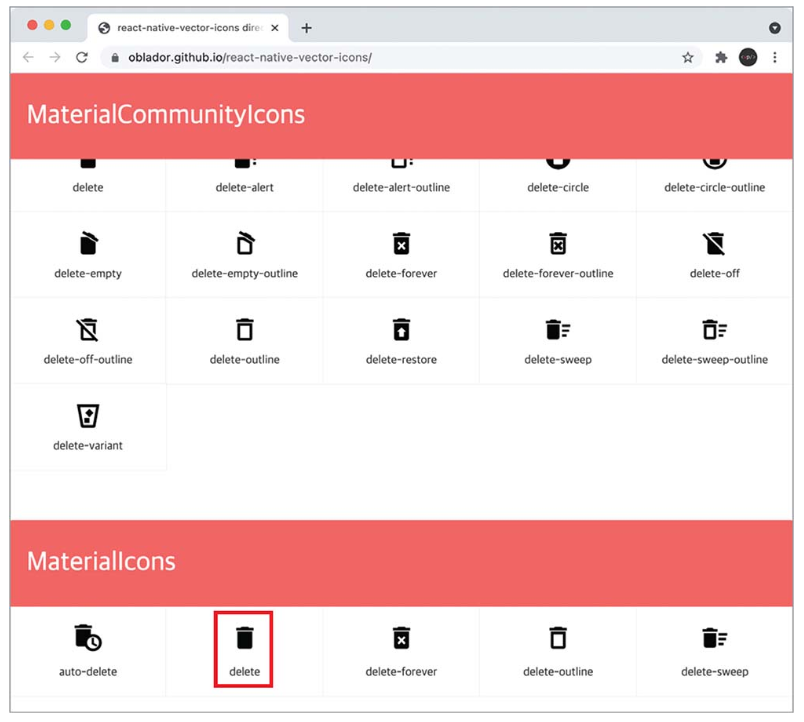 react-native-vector-icons direc
oblador.github.io/react-native-vector-icons/
MaterialCommunityIcons
delete delete-alert delete-alert-outline delete-circle delete-circle-outline
delete-empty delete-empty-outline delete-forever delete-forever-outline delete-off
delete-off-outline delete-outline delete-restore delete-sweep delete-sweep-outline
delete-variant
MaterialIcons
auto-delete delete delete-forever delete-outline delete-sweep